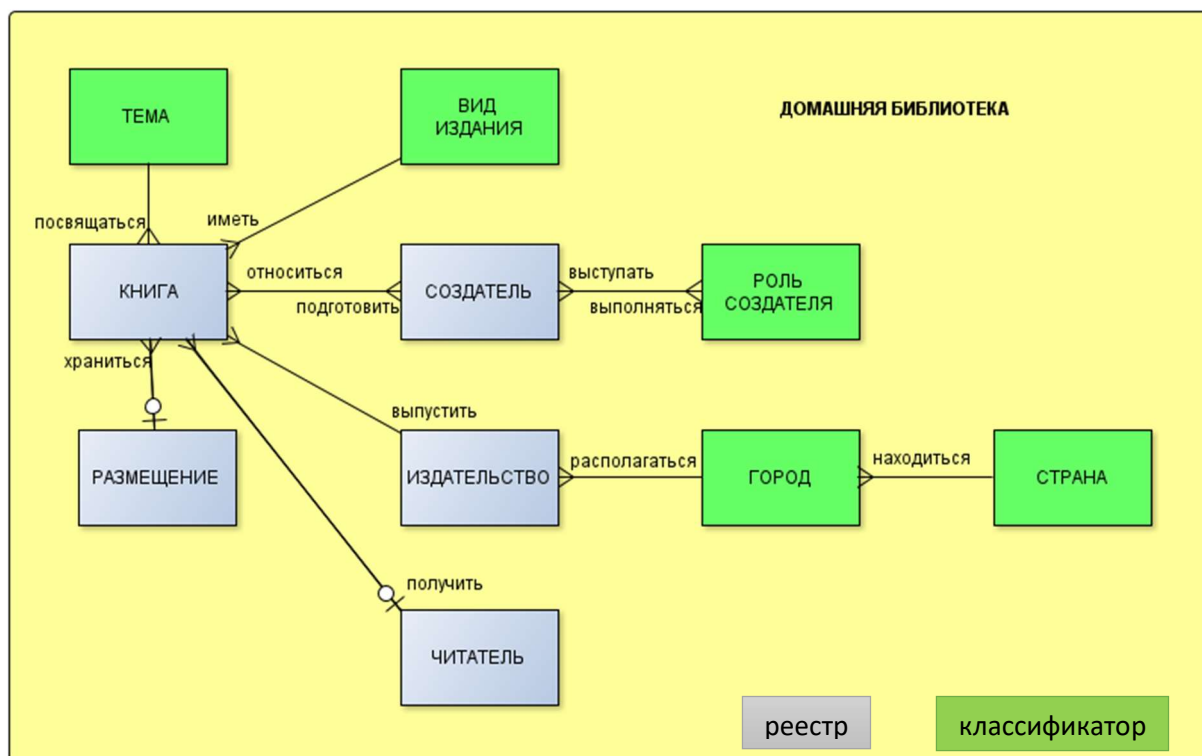 ТЕМА
ВИД
ИЗДАНИЯ
ДОМАШНЯЯ БИБЛИОТЕКА
посвящаться
иметь
КНИГА
относиться
подготовить
СОЗДАТЕЛЬ
выступать
выполняться
РОЛЬ
СОЗДАТЕЛЯ
храниться
выпустить
РАЗМЕЩЕНИЕ
ИЗДАТЕЛЬСТВО
располагаться
ГОРОД
находиться
СТРАНА
получить
ЧИТАТЕЛЬ
реестр
классификатор